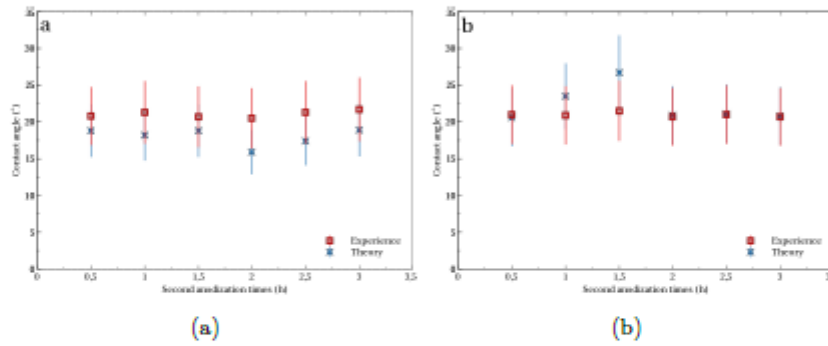 a
35
30
25
20
15
10
5
0
Contact angle (°)
0 0.5 1 1.5 2 2.5 3 3.5
Second anodization times (h)
Experience
Theory
(a)
b
35
30
25
20
15
10
5
0
Contact angle (°)
0 0.5 1 1.5 2 2.5 3 3.5
Second anodization times (h)
Experience
Theory
(b)